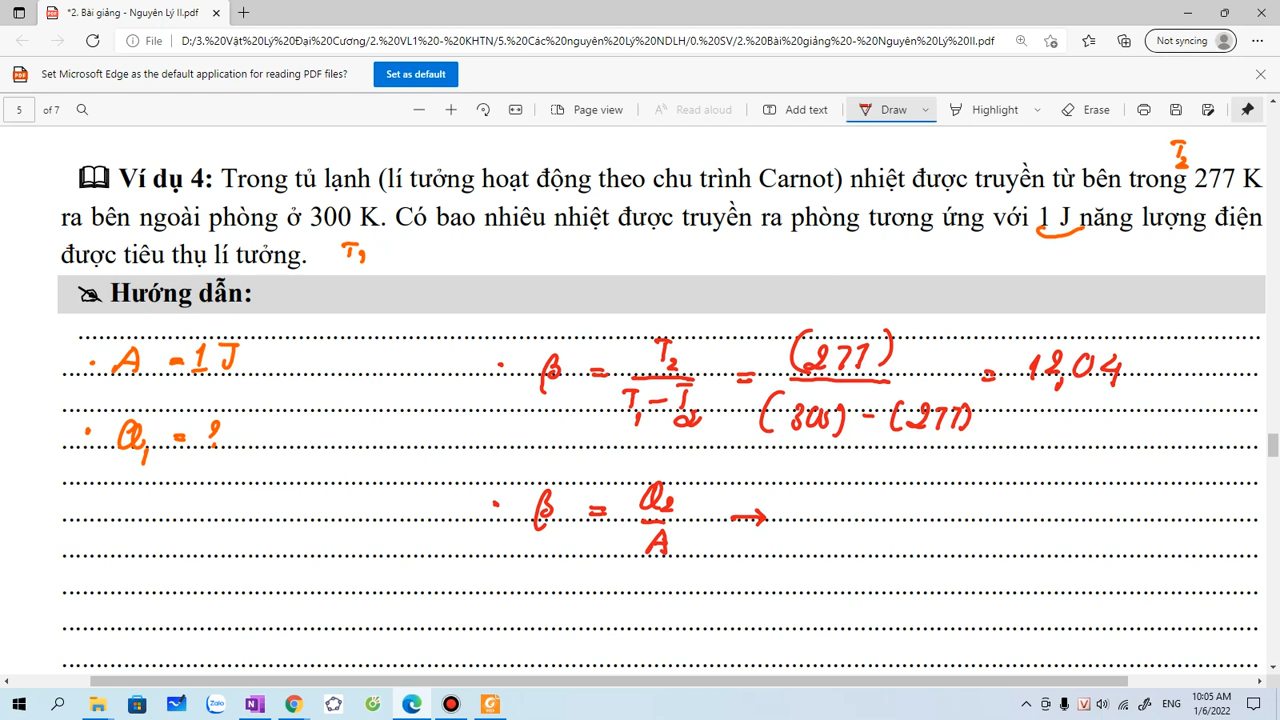 *2. Bài giảng - Nguyên Lý II.pdf
File
D:/3.%20Vật%20Lý%20Đại%20Cương/2.%20VL1%20-%20KHTN/5.%20Các%20nguyên%20Lý%20NDLH/0.%20SV/2.%20Bài%20giảng%20-%20Nguyên%20Lý%20II.pdf
Not syncing
Set Microsoft Edge as the default application for reading PDF files?
Set as default
5 of 7
Page view
Read aloud
Add text
Draw
Highlight
Erase
T2
Ví dụ 4: Trong tủ lạnh (lí tưởng hoạt động theo chu trình Carnot) nhiệt được truyền từ bên trong 277 K
ra bên ngoài phòng ở 300 K. Có bao nhiêu nhiệt được truyền ra phòng tương ứng với 1 J năng lượng điện
được tiêu thụ lí tưởng. T1
Hướng dẫn:
. A = 1 J
. β = T2 / (T1 - T2) = (277) / (300) - (277) = 12,04
. Q1 = ?
. β = Q2 / A →
Zalo
ENG
10:05 AM
1/6/2022